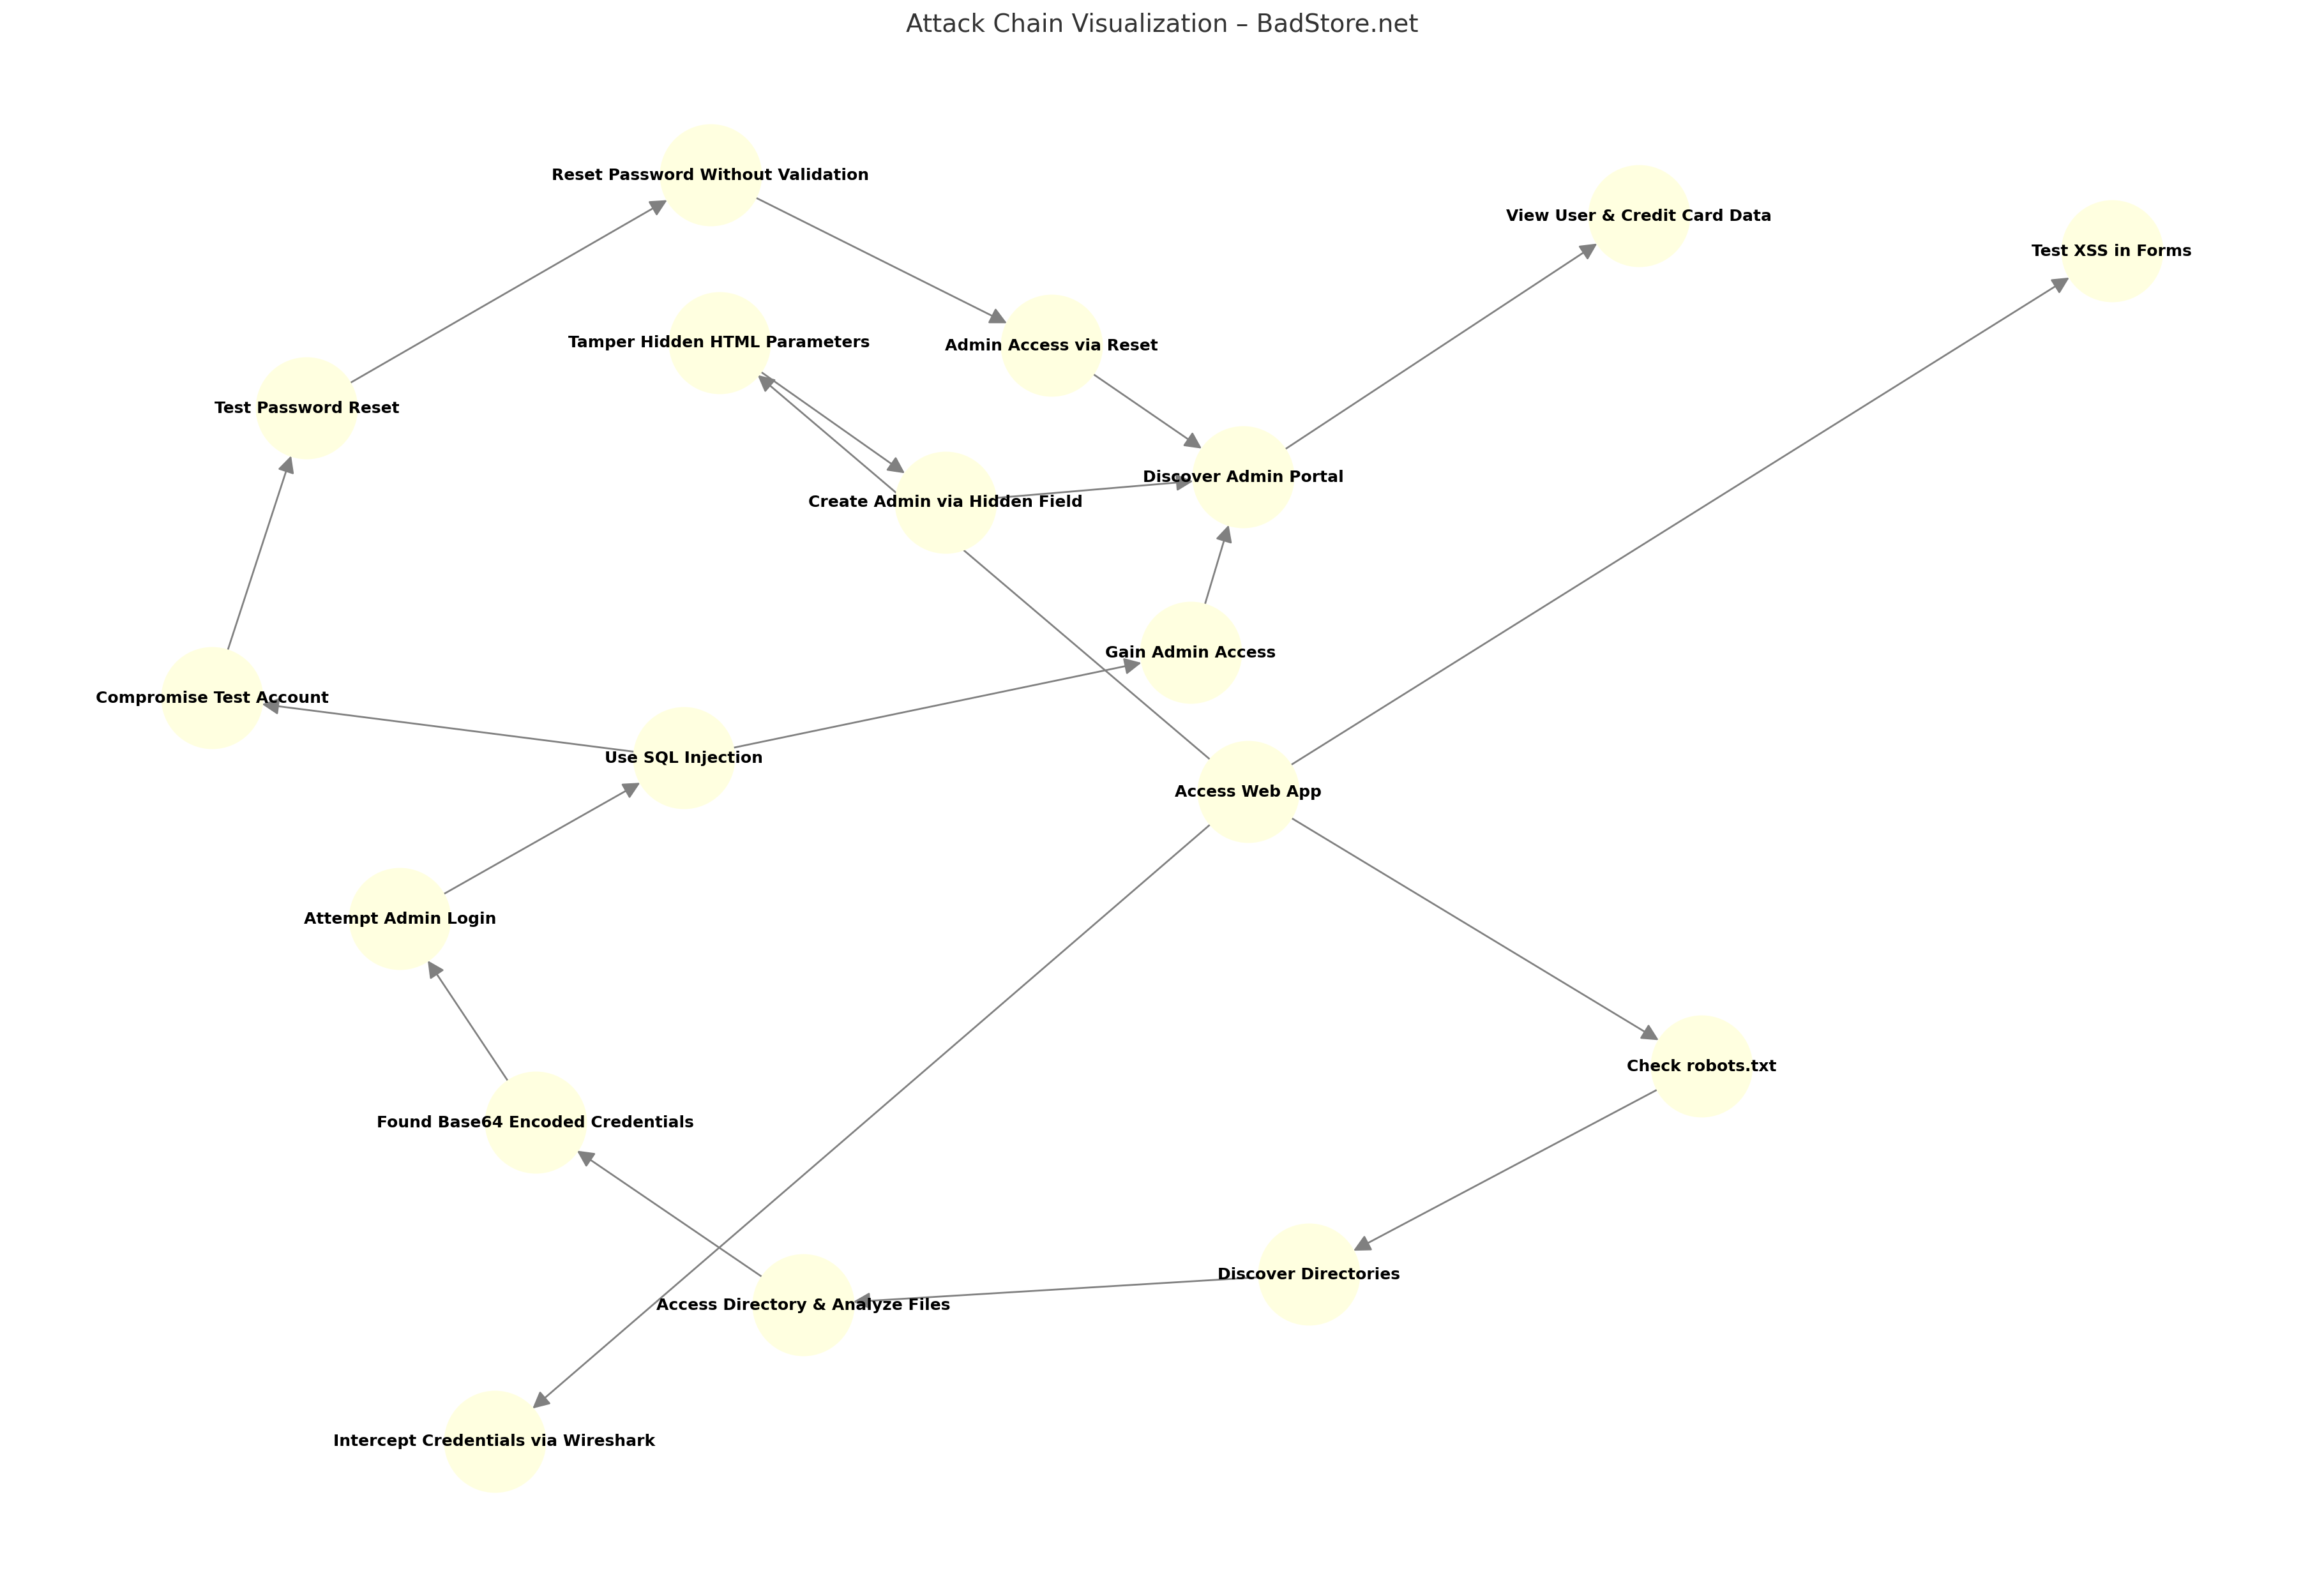 Attack Chain Visualization – BadStore.net
Reset Password Without Validation
View User & Credit Card Data
Test XSS in Forms
Tamper Hidden HTML Parameters
Admin Access via Reset
Test Password Reset
Discover Admin Portal
Create Admin via Hidden Field
Gain Admin Access
Compromise Test Account
Use SQL Injection
Access Web App
Attempt Admin Login
Check robots.txt
Found Base64 Encoded Credentials
Discover Directories
Access Directory & Analyze Files
Intercept Credentials via Wireshark